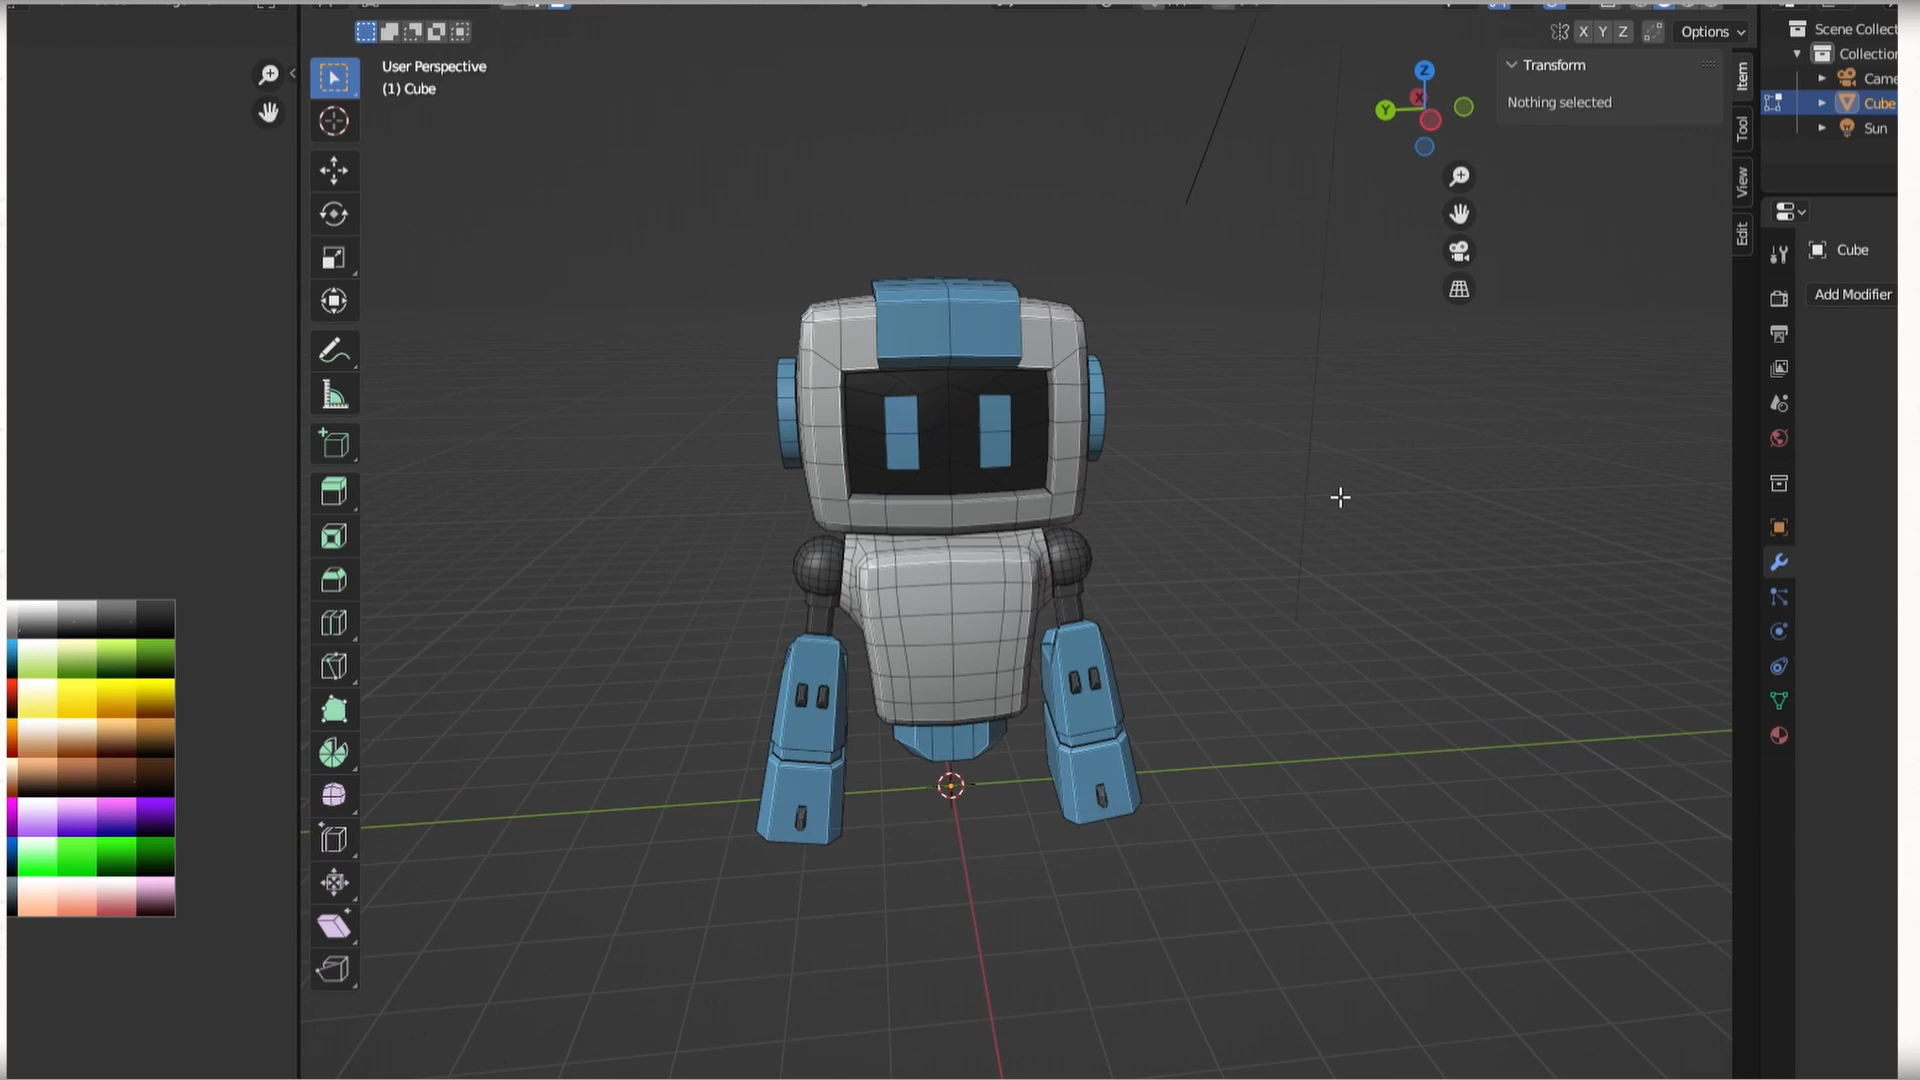 X Y Z Options
Scene Collect
Collection
Came
Cube
Sun
User Perspective
(1) Cube
Z
X
Y
Transform
Nothing selected
Item
Tool
View
Edit
Cube
Add Modifier